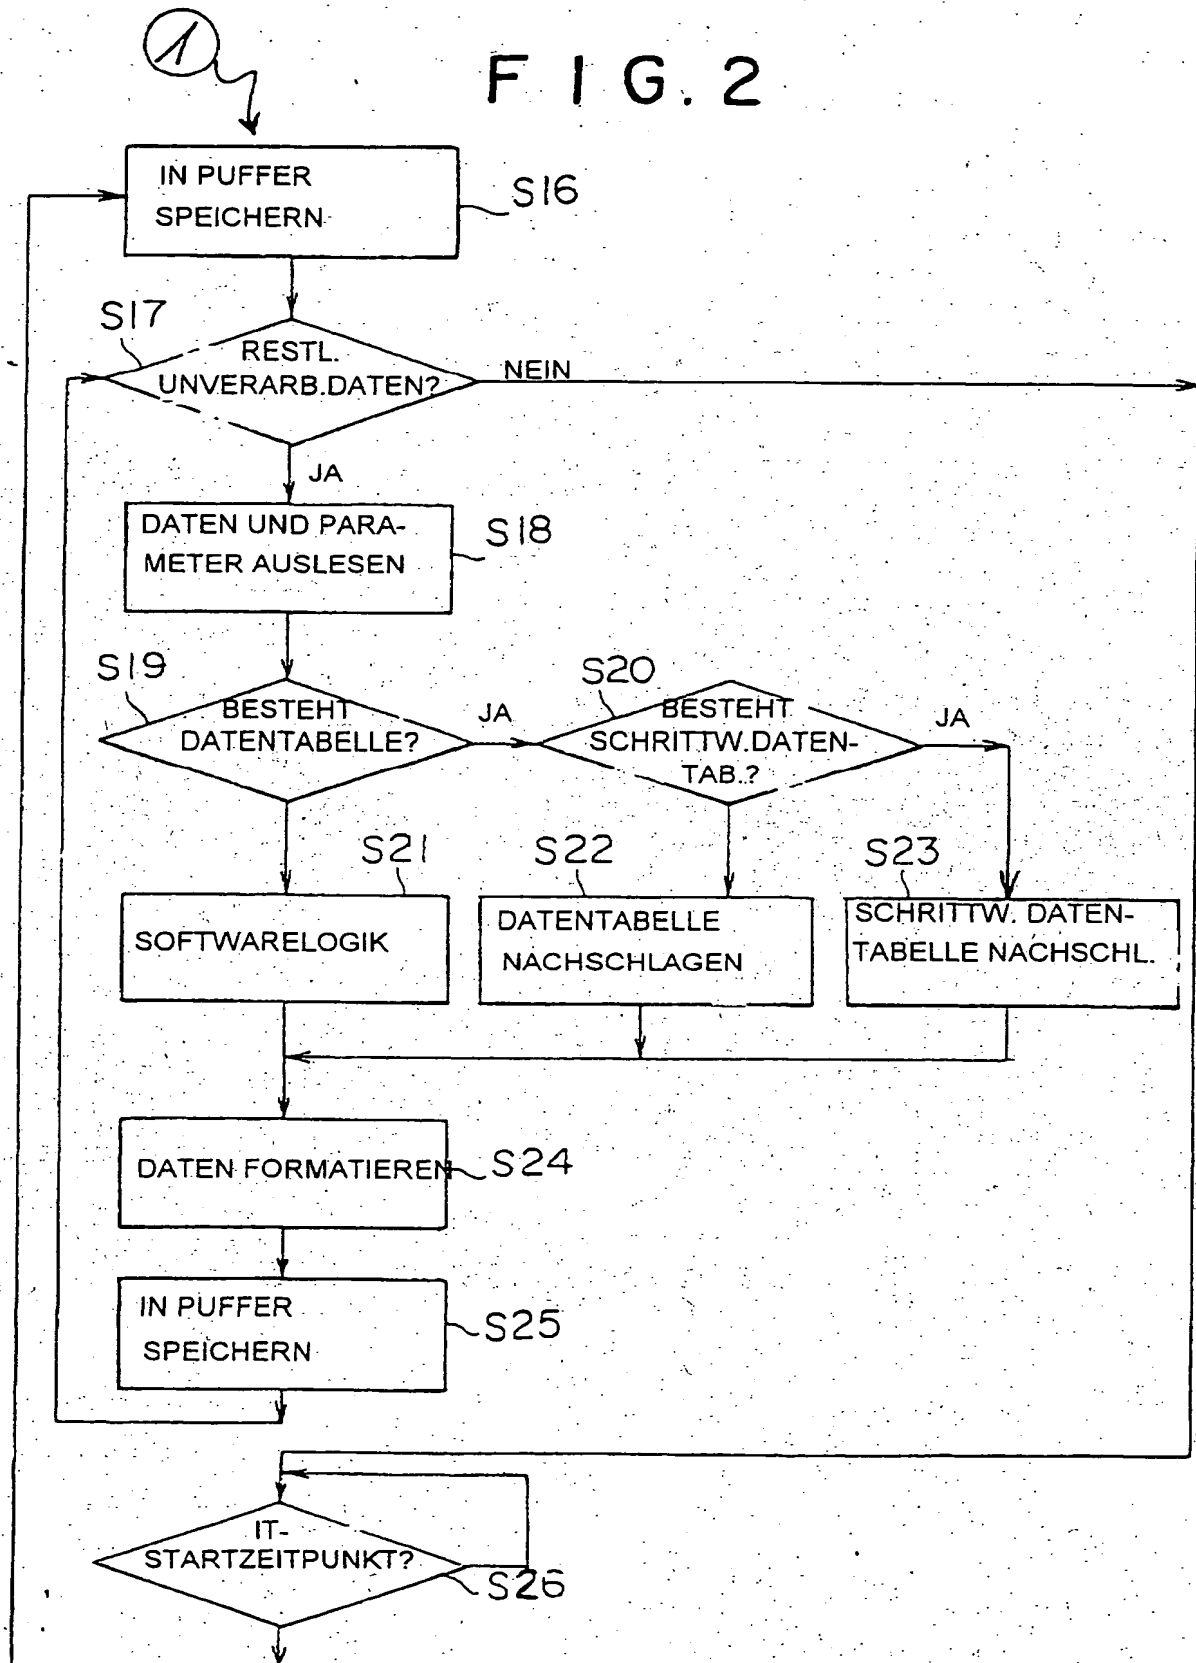 1
FIG. 2
IN PUFFER
SPEICHERN
S16
S17
RESTL.
UNVERARB.DATEN?
NEIN
JA
DATEN UND PARA-
METER AUSLESEN
S18
S19
BESTEHT
DATENTABELLE?
JA
S20
BESTEHT
SCHRITTW.DATEN-
TAB.?
JA
S21
SOFTWARELOGIK
S22
DATENTABELLE
NACHSCHLAGEN
S23
SCHRITTW. DATEN-
TABELLE NACHSCHL.
DATEN FORMATIEREN
S24
IN PUFFER
SPEICHERN
S25
IT-
STARTZEITPUNKT?
S26